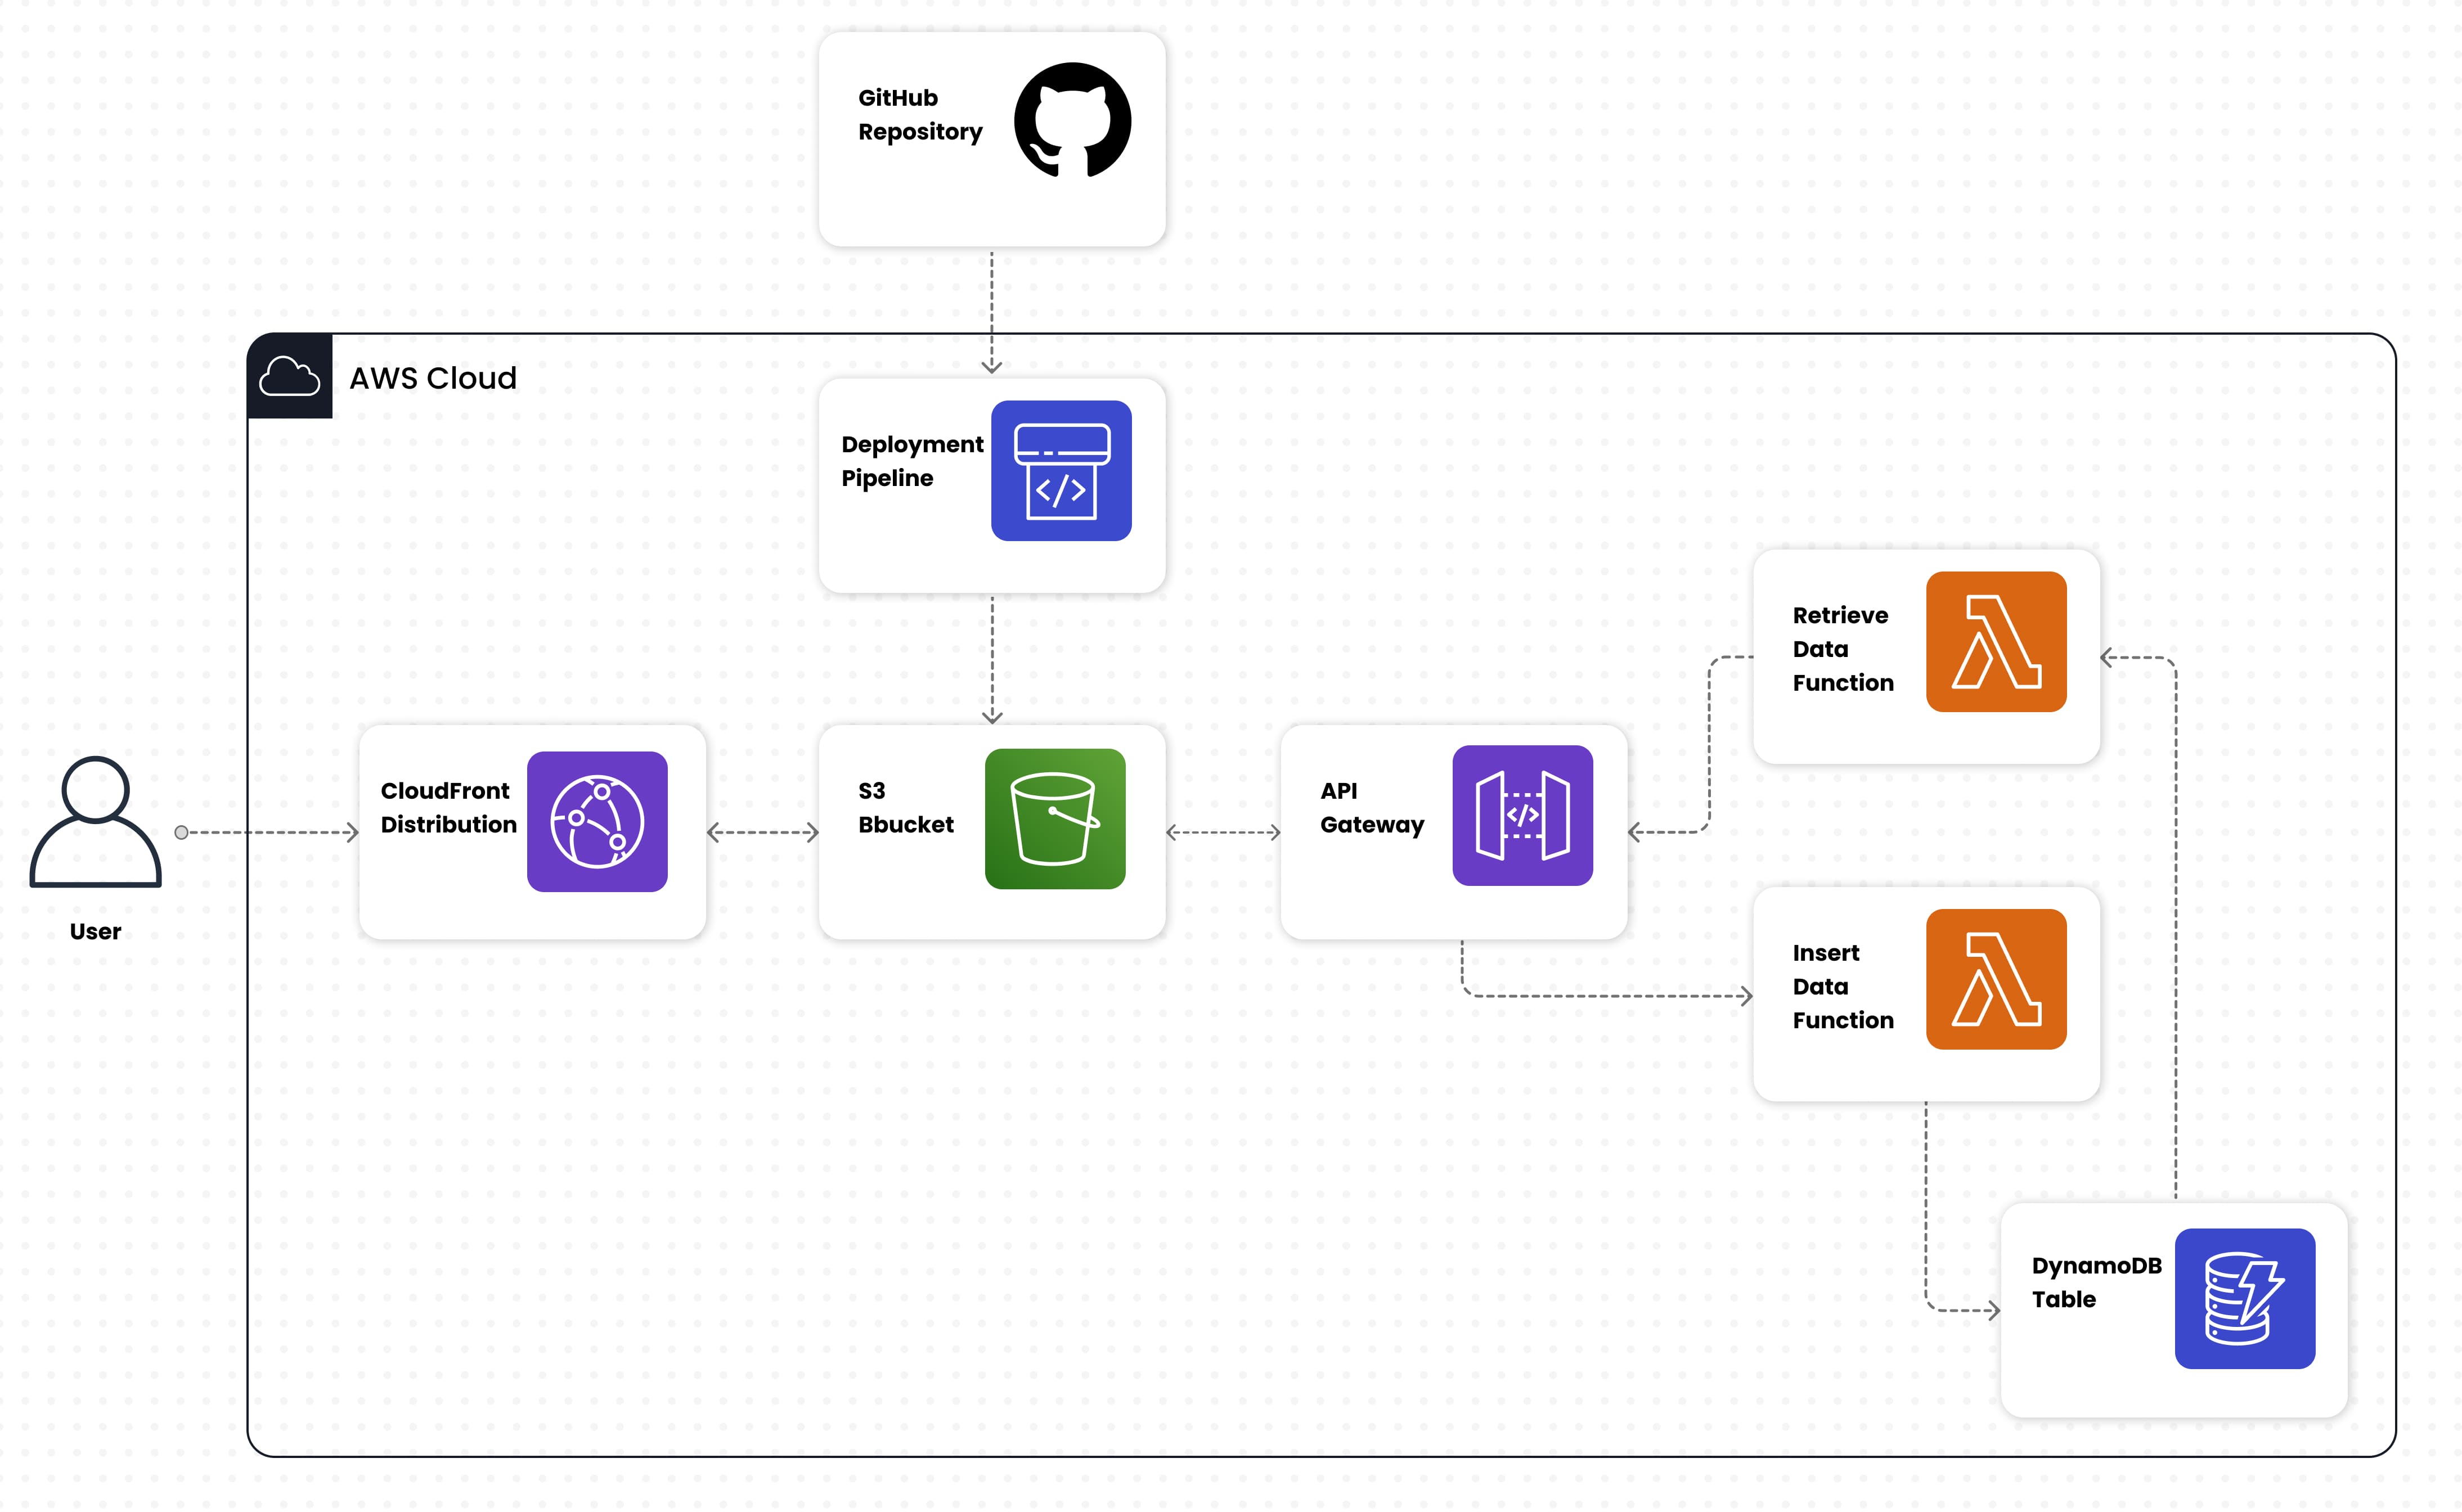 GitHub
Repository
AWS Cloud
Deployment
Pipeline
Retrieve
Data
Function
CloudFront
Distribution
S3
Bbucket
API
Gateway
User
Insert
Data
Function
DynamoDB
Table